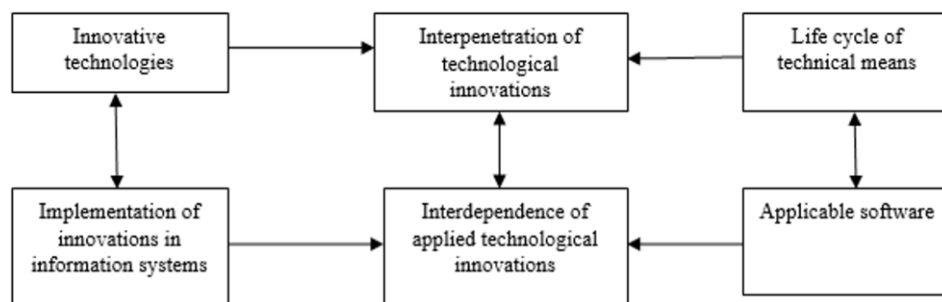 Innovative
technologies
Interpenetration of
technological
innovations
Life cycle of
technical means
Implementation of
innovations in
information systems
Interdependence of
applied technological
innovations
Applicable software